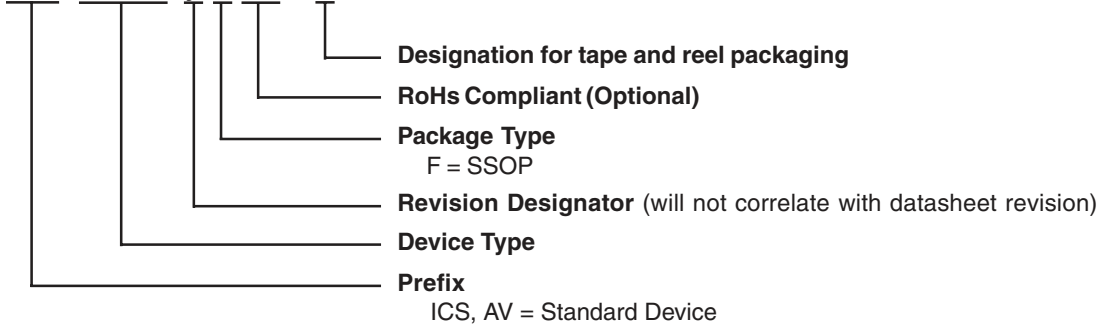 Designation for tape and reel packaging
RoHs Compliant (Optional)
Package Type
F = SSOP
Revision Designator (will not correlate with datasheet revision)
Device Type
Prefix
ICS, AV = Standard Device